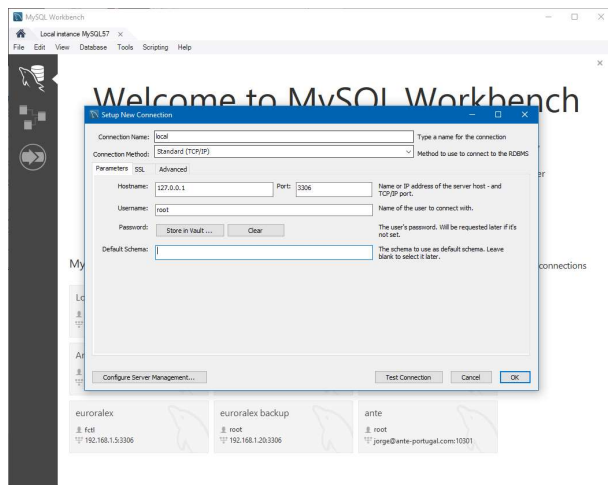 MySQL Workbench
Local instance MySQL57
File Edit View Database Tools Scripting Help
Welcome to MySQL Workbench
Setup New Connection
Connection Name: local Type a name for the connection
Connection Method: Standard (TCP/IP) Method to use to connect to the RDBMS
Parameters SSL Advanced
Hostname: 127.0.0.1 Port: 3306 Name or IP address of the server host - and
TCP/IP port.
Username: root Name of the user to connect with.
Password: Store in Vault ... Clear The user's password. Will be requested later if it's
not set.
Default Schema: The schema to use as default schema. Leave
blank to select it later.
My connections
Lo
Configure Server Management... Test Connection Cancel OK
euroralex euroralex backup ante
fctl root root
192.168.1.5:3306 192.168.1.20:3306 jorge@ante-portugal.com:10301